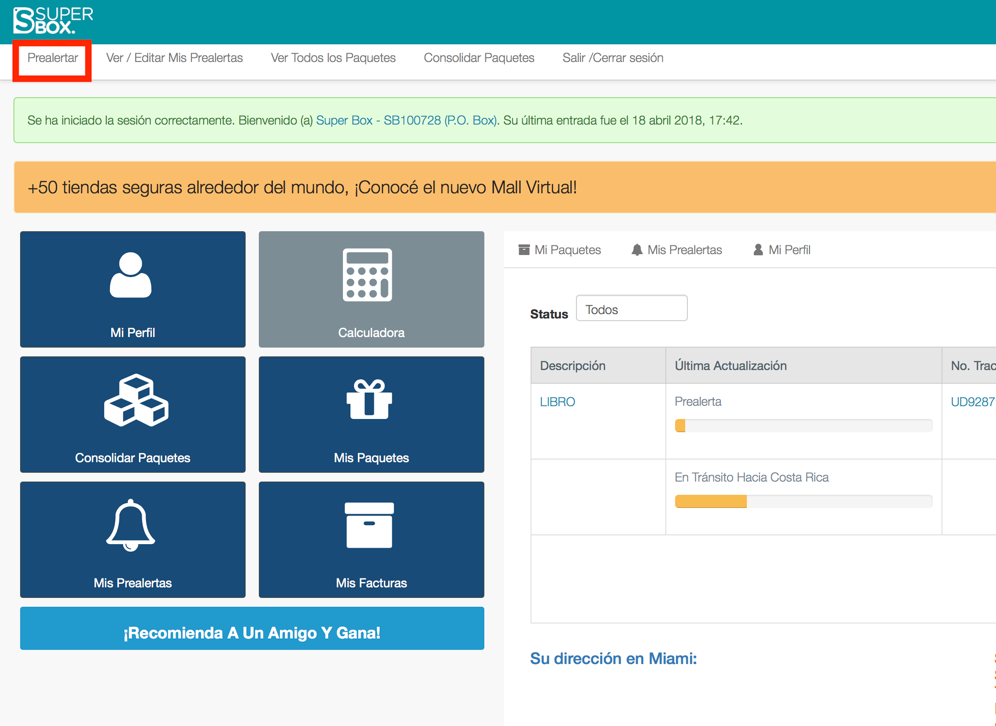 SUPER
BOX.
Prealertar Ver / Editar Mis Prealertas Ver Todos los Paquetes Consolidar Paquetes Salir /Cerrar sesión
Se ha iniciado la sesión correctamente. Bienvenido (a) Super Box - SB100728 (P.O. Box). Su última entrada fue el 18 abril 2018, 17:42.
+50 tiendas seguras alrededor del mundo, ¡Conocé el nuevo Mall Virtual!
Mi Perfil
Calculadora
Consolidar Paquetes
Mis Paquetes
Mis Prealertas
Mis Facturas
¡Recomienda A Un Amigo Y Gana!
Mi Paquetes Mis Prealertas Mi Perfil
Status Todos
Descripción Última Actualización No. Trac
LIBRO Prealerta UD9287
En Tránsito Hacia Costa Rica
Su dirección en Miami: